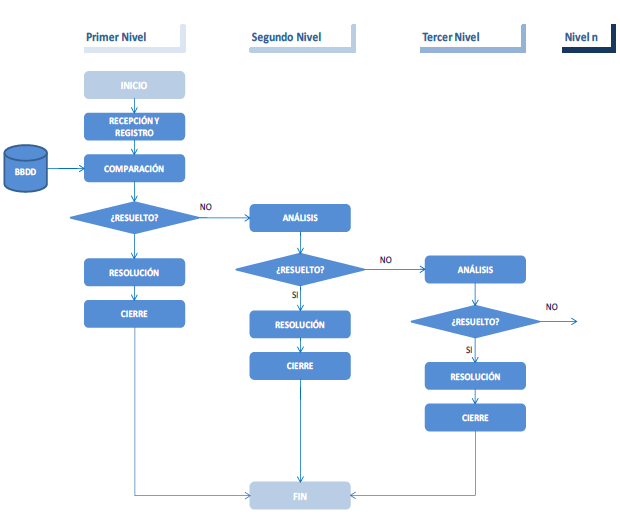 Primer Nivel
Segundo Nivel
Tercer Nivel
Nivel n
INICIO
RECEPCIÓN Y
REGISTRO
BBDD
COMPARACIÓN
¿RESUELTO?
NO
ANÁLISIS
RESOLUCIÓN
CIERRE
¿RESUELTO?
NO
ANÁLISIS
SI
RESOLUCIÓN
CIERRE
¿RESUELTO?
NO
SI
RESOLUCIÓN
CIERRE
FIN